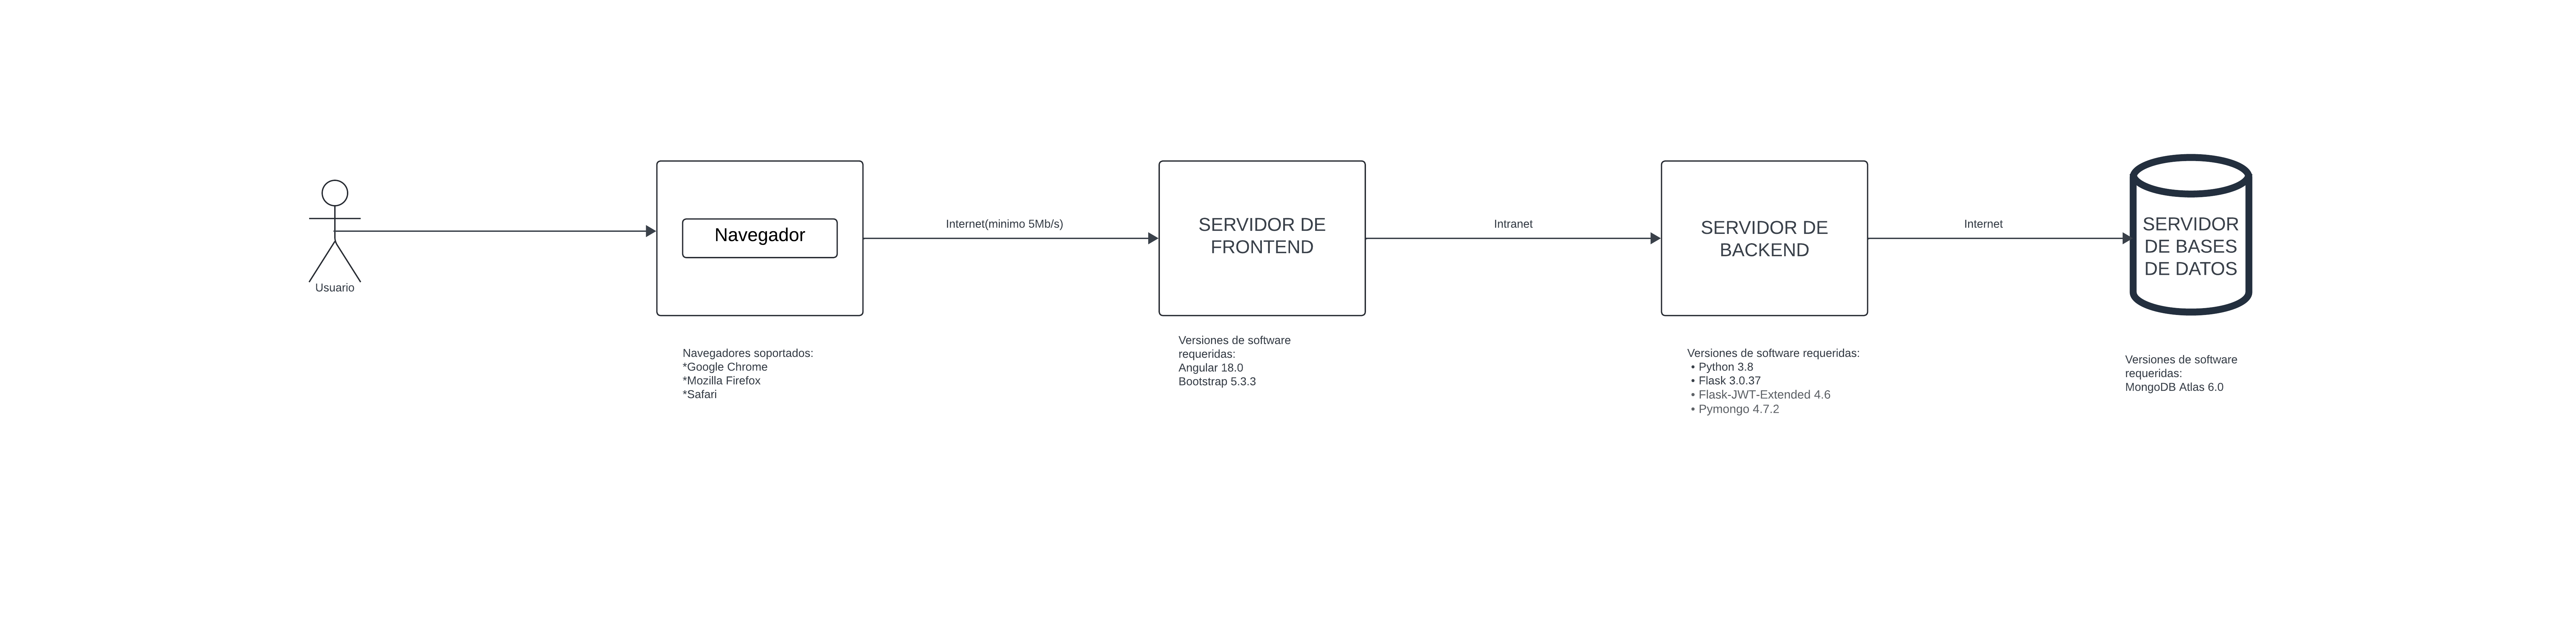 Usuario
Navegador
Navegadores soportados:
*Google Chrome
*Mozilla Firefox
*Safari
Internet(minimo 5Mb/s)
SERVIDOR DE
FRONTEND
Versiones de software
requeridas:
Angular 18.0
Bootstrap 5.3.3
Intranet
SERVIDOR DE
BACKEND
Versiones de software requeridas:
• Python 3.8
• Flask 3.0.37
• Flask-JWT-Extended 4.6
• Pymongo 4.7.2
Internet
SERVIDOR
DE BASES
DE DATOS
Versiones de software
requeridas:
MongoDB Atlas 6.0